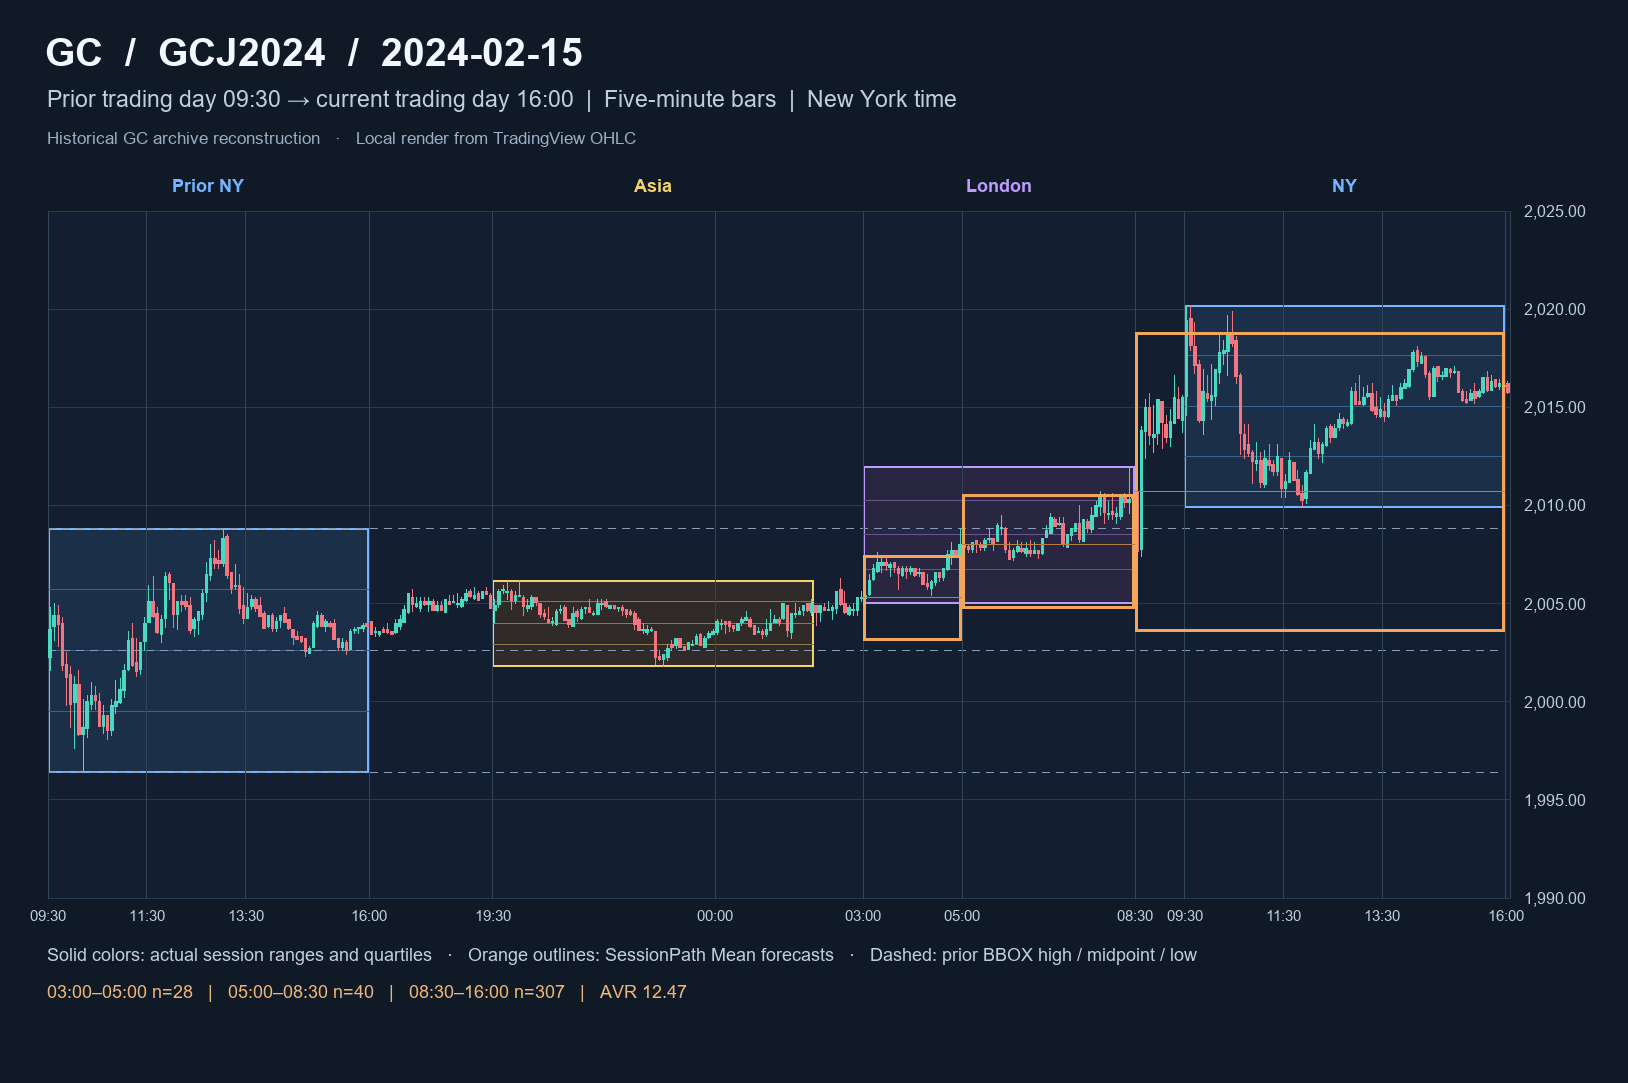 GC / GCJ2024 / 2024-02-15
Prior trading day 09:30 → current trading day 16:00 | Five-minute bars | New York time
Historical GC archive reconstruction · Local render from TradingView OHLC
Prior NY Asia London NY
2,025.00
2,020.00
2,015.00
2,010.00
2,005.00
2,000.00
1,995.00
1,990.00
09:30 11:30 13:30 16:00 19:30 00:00 03:00 05:00 08:30 09:30 11:30 13:30 16:00
Solid colors: actual session ranges and quartiles · Orange outlines: SessionPath Mean forecasts · Dashed: prior BBOX high / midpoint / low
03:00–05:00 n=28 | 05:00–08:30 n=40 | 08:30–16:00 n=307 | AVR 12.47